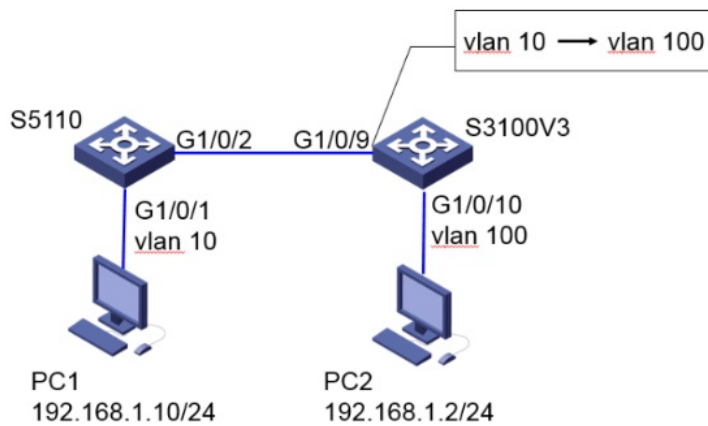 vlan 10 → vlan 100
S5110
G1/0/2
G1/0/9
S3100V3
G1/0/1
vlan 10
G1/0/10
vlan 100
PC1
192.168.1.10/24
PC2
192.168.1.2/24